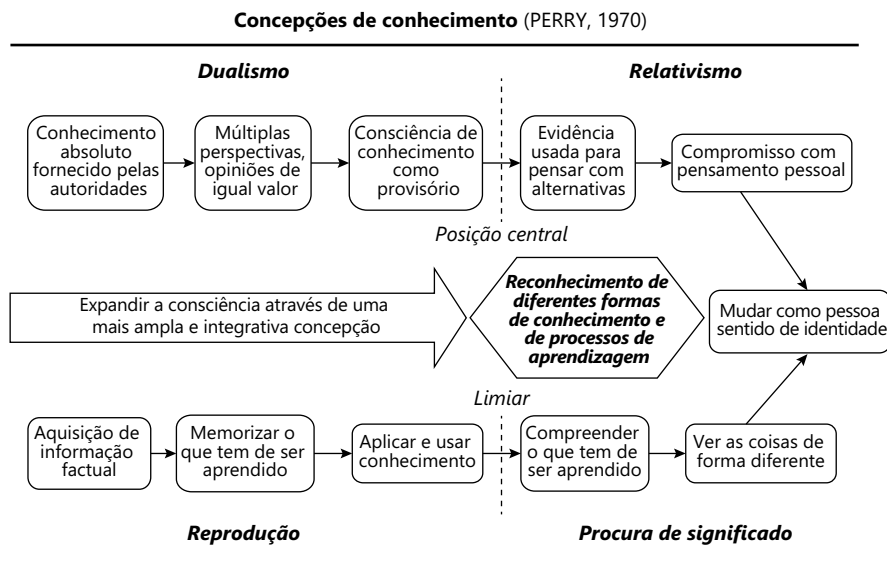 Concepções de conhecimento (PERRY, 1970)
Dualismo
Relativismo
Conhecimento
absoluto
fornecido pelas
autoridades
Múltiplas
perspectivas,
opiniões de
igual valor
Consciência de
conhecimento
como
provisório
Evidência
usada para
pensar com
alternativas
Compromisso com
pensamento pessoal
Posição central
Expandir a consciência através de uma
mais ampla e integrativa concepção
Reconhecimento de
diferentes formas
de conhecimento e
de processos de
aprendizagem
Mudar como pessoa
sentido de identidade
Limiar
Aquisição de
informação
factual
Memorizar o
que tem de ser
aprendido
Aplicar e usar
conhecimento
Compreender
o que tem de
ser aprendido
Ver as coisas de
forma diferente
Reprodução
Procura de significado